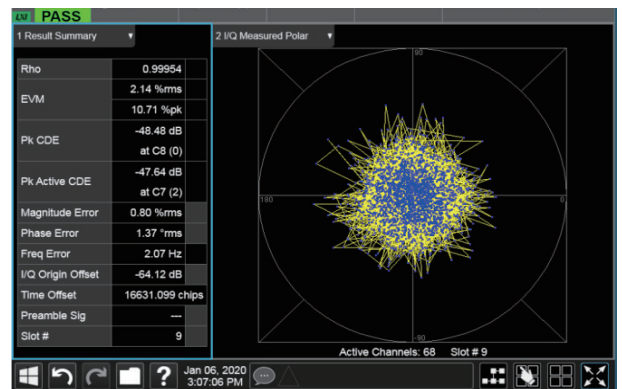 LXI PASS
1 Result Summary
2 I/Q Measured Polar
Rho 0.99954
EVM 2.14 %rms
10.71 %pk
Pk CDE -48.48 dB
at C8 (0)
Pk Active CDE -47.64 dB
at C7 (2)
Magnitude Error 0.80 %rms
Phase Error 1.37 °rms
Freq Error 2.07 Hz
I/Q Origin Offset -64.12 dB
Time Offset 16631.099 chips
Preamble Sig ---
Slot # 9
90
180
0
-90
Active Channels: 68 Slot # 9
?
Jan 06, 2020
3:07:06 PM